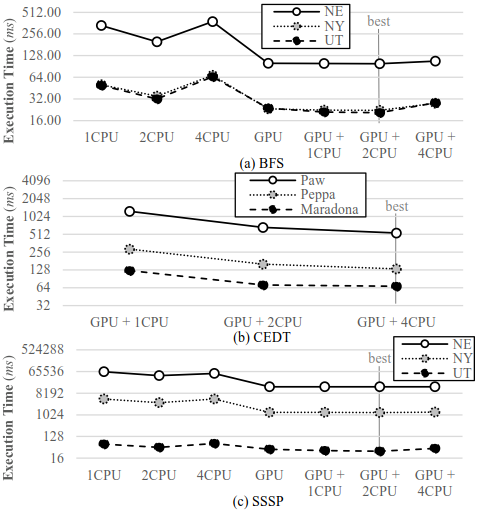 Execution Time (ms)
512.00
256.00
128.00
64.00
32.00
16.00
NE
NY
UT
best
1CPU
2CPU
4CPU
GPU
GPU +
1CPU
GPU +
2CPU
GPU +
4CPU
(a) BFS
Execution Time (ms)
4096
2048
1024
512
256
128
64
32
Paw
Peppa
Maradona
best
GPU + 1CPU
GPU + 2CPU
GPU + 4CPU
(b) CEDT
Execution Time (ms)
524288
65536
8192
1024
128
16
NE
NY
UT
best
1CPU
2CPU
4CPU
GPU
GPU +
1CPU
GPU +
2CPU
GPU +
4CPU
(c) SSSP